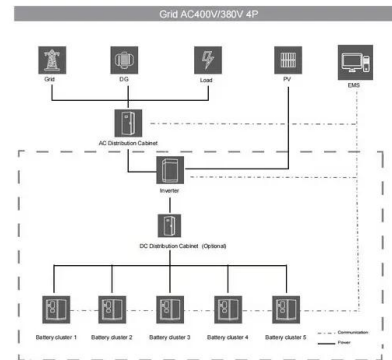 Grid AC400V/380V 4P
Grid
DG
Load
PV
EMS
AC Distribution Cabinet
Inverter
DC Distribution Cabinet (Optional)
Battery cluster 1
Battery cluster 2
Battery cluster 3
Battery cluster 4
Battery cluster 5
Communication
Power